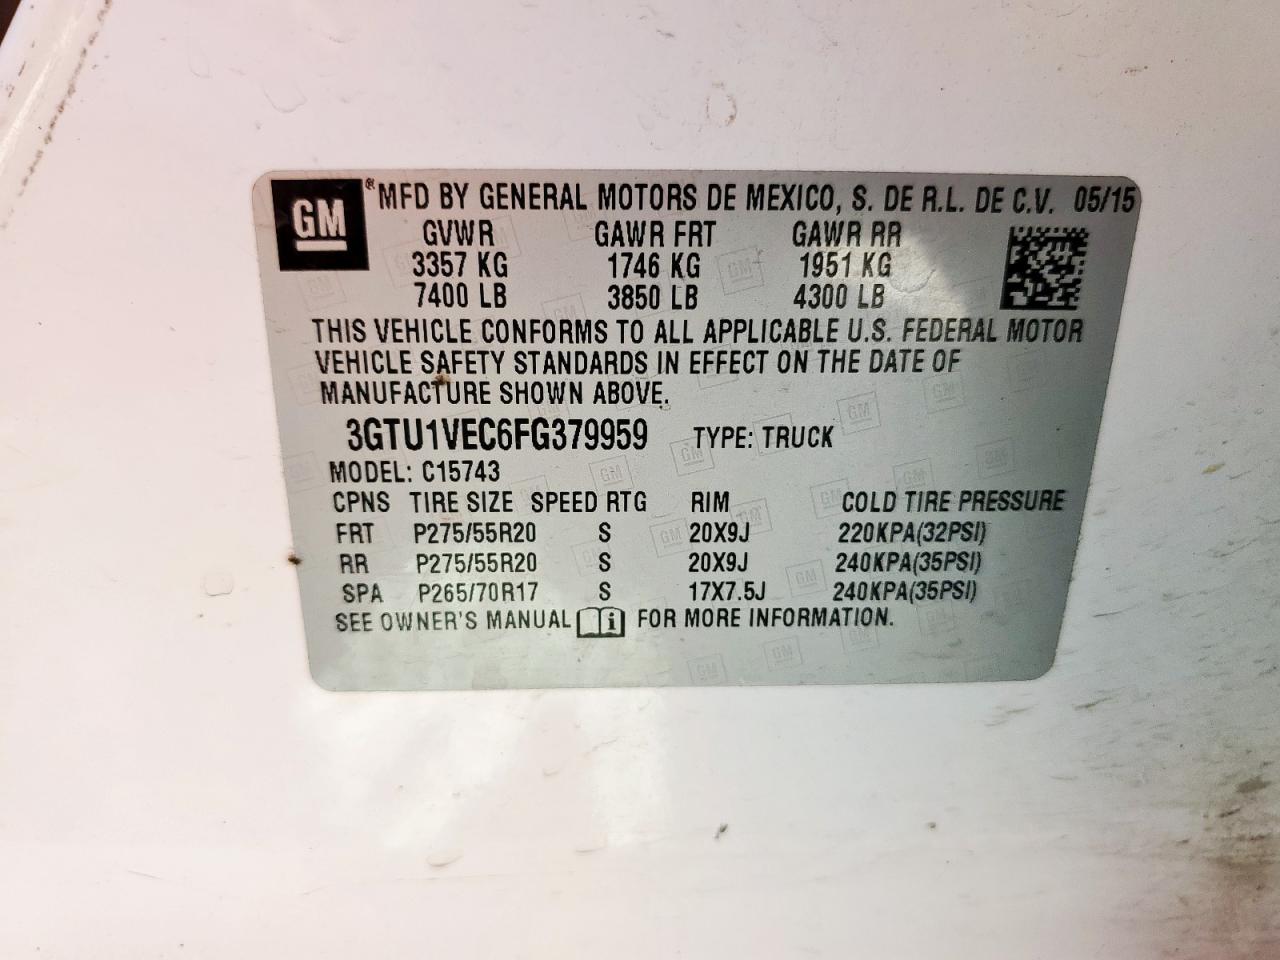 GM ® MFD BY GENERAL MOTORS DE MEXICO, S. DE R.L. DE C.V. 05/15
GVWR GAWR FRT GAWR RR
3357 KG 1746 KG 1951 KG
7400 LB 3850 LB 4300 LB
THIS VEHICLE CONFORMS TO ALL APPLICABLE U.S. FEDERAL MOTOR
VEHICLE SAFETY STANDARDS IN EFFECT ON THE DATE OF
MANUFACTURE SHOWN ABOVE.
3GTU1VEC6FG379959 TYPE: TRUCK
MODEL: C15743
CPNS TIRE SIZE SPEED RTG RIM COLD TIRE PRESSURE
FRT P275/55R20 S 20X9J 220KPA(32PSI)
RR P275/55R20 S 20X9J 240KPA(35PSI)
SPA P265/70R17 S 17X7.5J 240KPA(35PSI)
SEE OWNER'S MANUAL i FOR MORE INFORMATION.